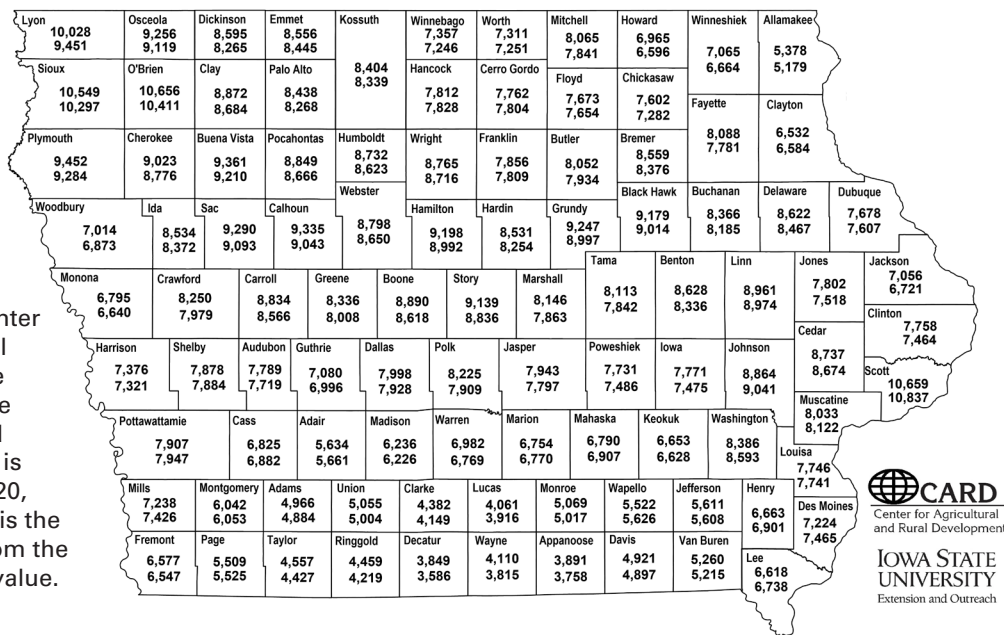 Lyon Osceola Dickinson Emmet Kossuth Winnebago Worth Mitchell Howard Winneshiek Allamakee
10,028 9,256 8,595 8,556 7,357 7,311 8,065 6,965
9,451 9,119 8,265 8,445 7,246 7,251 7,841 6,596 7,065 5,378
6,664 5,179
Sioux O'Brien Clay Palo Alto Hancock Cerro Gordo Floyd Chickasaw
10,549 10,656 8,872 8,438 8,404 7,812 7,762 7,673 7,602
10,297 10,411 8,684 8,268 8,339 7,828 7,804 7,654 7,282
Fayette Clayton
8,088 6,532
7,781 6,584
Plymouth Cherokee Buena Vista Pocahontas Humboldt Wright Franklin Butler Bremer
9,452 9,023 9,361 8,849 8,732 8,765 7,856 8,052 8,559
9,284 8,776 9,210 8,666 8,623 8,716 7,809 7,934 8,376
Webster Black Hawk Buchanan Delaware Dubuque
Woodbury Ida Sac Calhoun Hamilton Hardin Grundy
7,014 8,534 9,290 9,335 8,798 9,198 8,531 9,247 9,179 8,366 8,622 7,678
6,873 8,372 9,093 9,043 8,650 8,992 8,254 8,997 9,014 8,185 8,467 7,607
Monona Crawford Carroll Greene Boone Story Marshall Tama Benton Linn Jones Jackson
6,795 8,250 8,834 8,336 8,890 9,139 8,146 8,113 8,628 8,961 7,802 7,056
6,640 7,979 8,566 8,008 8,618 8,836 7,863 7,842 8,336 8,974 7,518 6,721
Clinton
7,758
7,464
Harrison Shelby Audubon Guthrie Dallas Polk Jasper Poweshiek Iowa Johnson Cedar Scott
7,376 7,878 7,789 7,080 7,998 8,225 7,943 7,731 7,771 8,864 8,737 10,659
7,321 7,884 7,719 6,996 7,928 7,909 7,797 7,486 7,475 9,041 8,674 10,837
Muscatine
8,033
8,122
Pottawattamie Cass Adair Madison Warren Marion Mahaska Keokuk Washington Louisa
7,907 6,825 5,634 6,236 6,982 6,754 6,790 6,653 8,386 7,746
7,947 6,882 5,661 6,226 6,769 6,770 6,907 6,628 8,593 7,741
Mills Montgomery Adams Union Clarke Lucas Monroe Wapello Jefferson Henry Des Moines
7,238 6,042 4,966 5,055 4,382 4,061 5,069 5,522 5,611 6,663 7,224
7,426 6,053 4,884 5,004 4,149 3,916 5,017 5,626 5,608 6,901 7,465
Fremont Page Taylor Ringgold Decatur Wayne Appanoose Davis Van Buren Lee
6,577 5,509 4,557 4,459 3,849 4,110 3,891 4,921 5,260 6,618
6,547 5,525 4,427 4,219 3,586 3,815 3,758 4,897 5,215 6,738
is
20,
is the
om the
value.
CARD
Center for Agricultural
and Rural Development
IOWA STATE
UNIVERSITY
Extension and Outreach